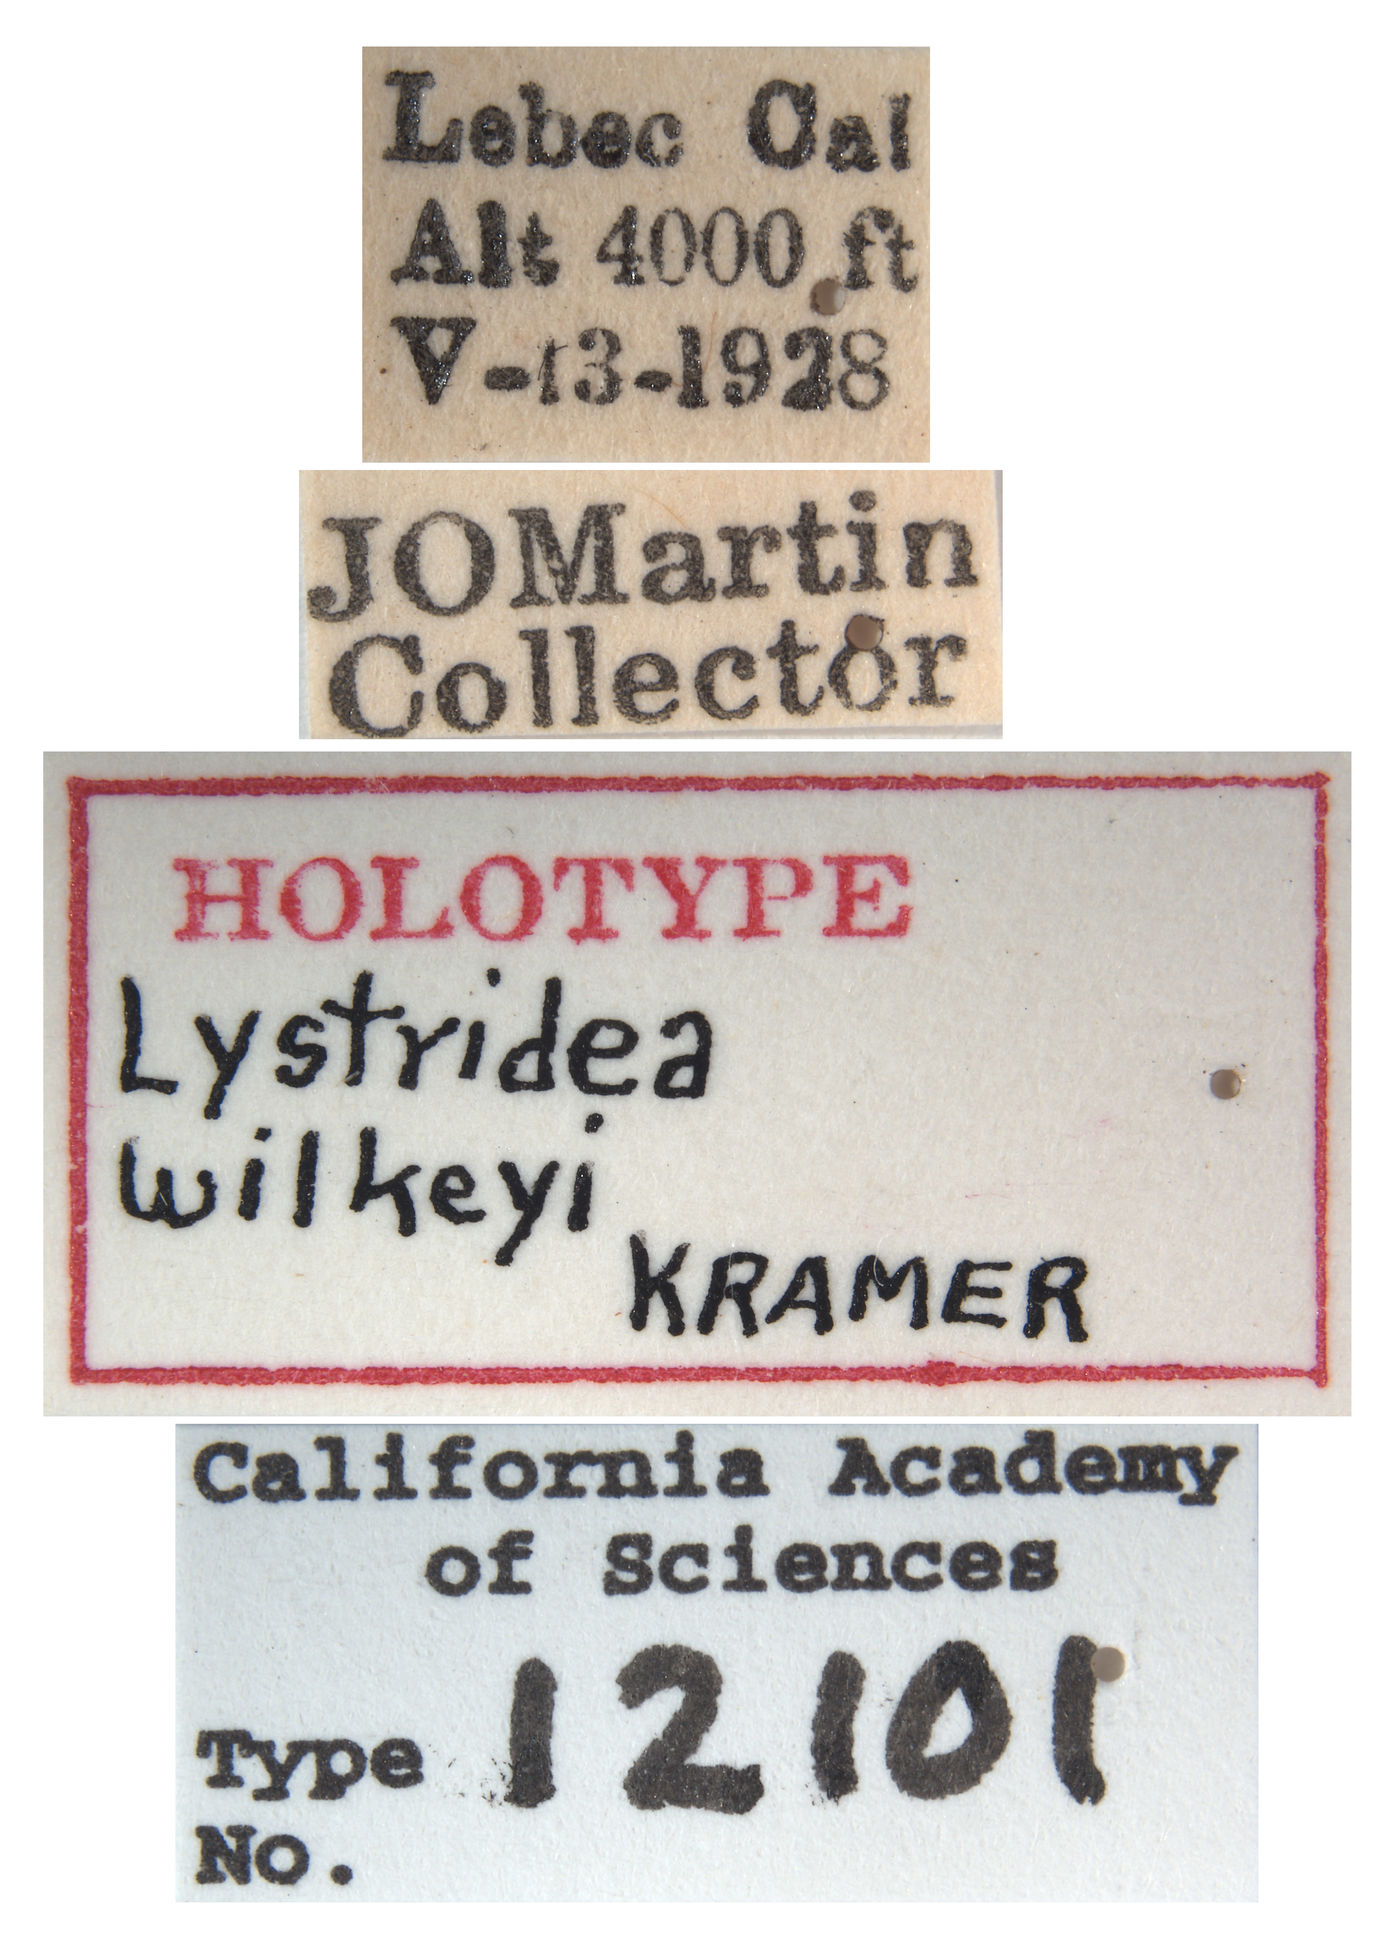 Lebec Cal
Alt 4000 ft
V-13-1928
JOMartin
Collector
HOLOTYPE
Lystridea
wilkeyi
KRAMER
California Academy
of Sciences
Type 12101
No.